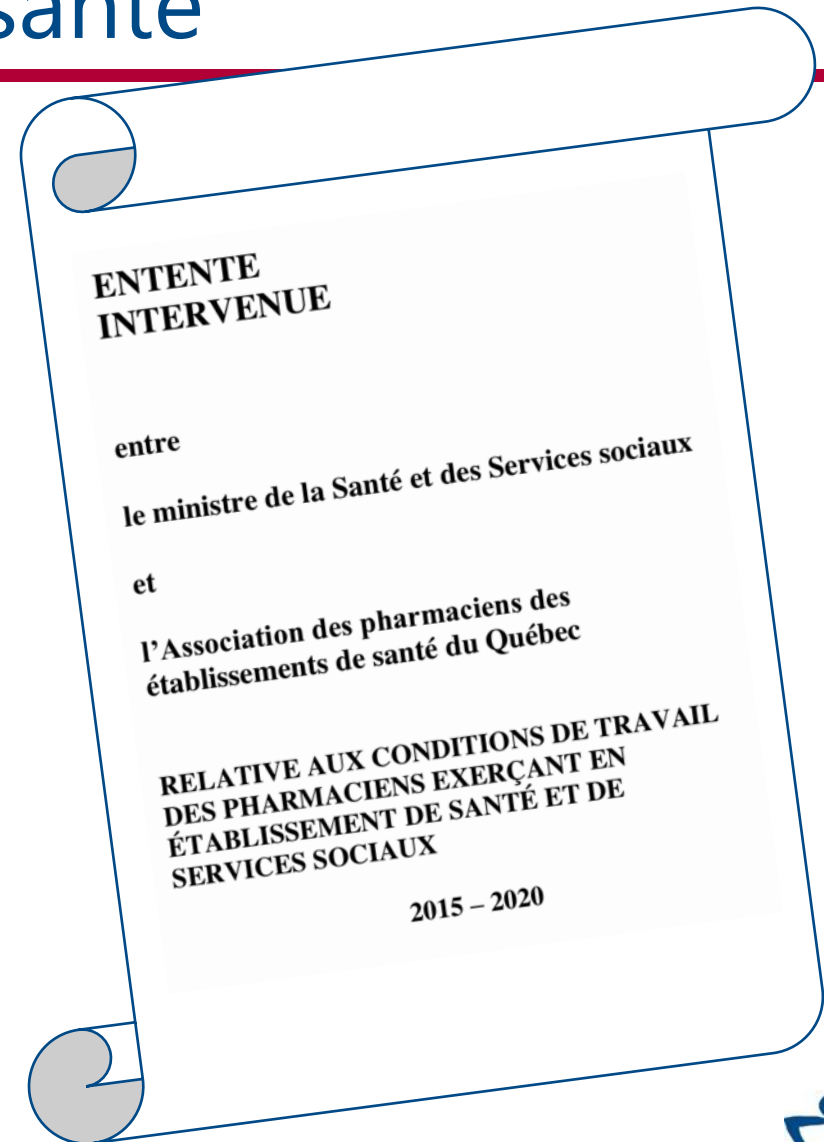 santé
ENTENTE
INTERVENUE
entre
le ministre de la Santé et des Services sociaux
et
l’Association des pharmaciens des
établissements de santé du Québec
RELATIVE AUX CONDITIONS DE TRAVAIL
DES PHARMACIENS EXERÇANT EN
ÉTABLISSEMENT DE SANTÉ ET DE
SERVICES SOCIAUX
2015 – 2020